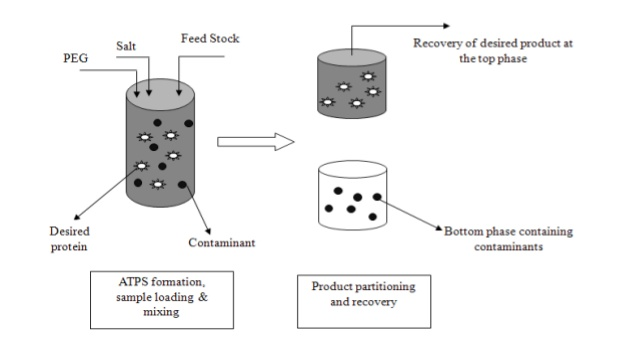 PEG
Salt
Feed Stock
Recovery of desired product at
the top phase
Desired
protein
Contaminant
Bottom phase containing
contaminants
ATPS formation,
sample loading &
mixing
Product partitioning
and recovery